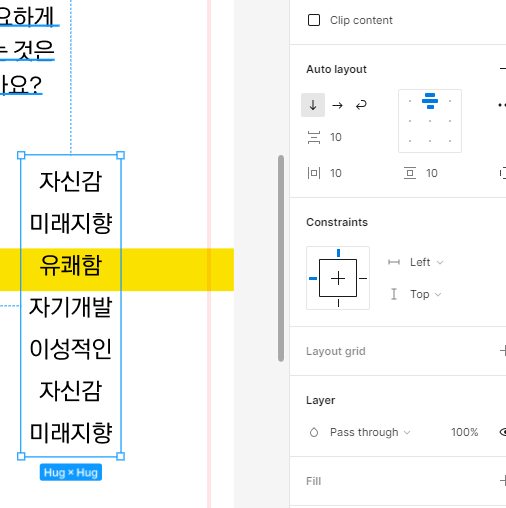 요하게
는 것은
가요?
자신감
미래지향
유쾌함
자기개발
이성적인
자신감
미래지향
Hug × Hug
Clip content
Auto layout
10
10
10
Constraints
Left
Top
Layout grid
Layer
Pass through
100%
Fill